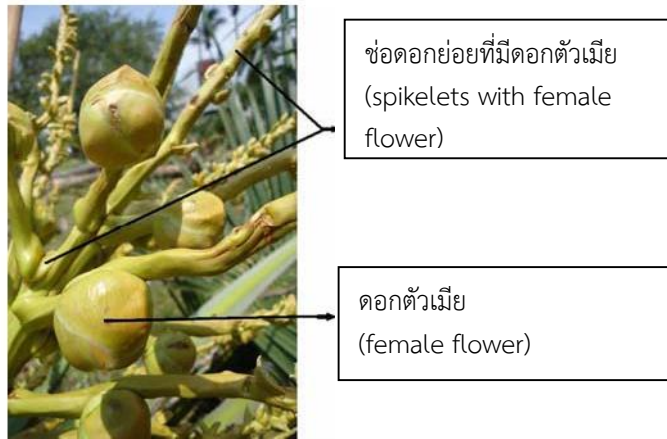 ช่อดอกย่อยที่มีดอกตัวเมีย
(spikelets with female
flower)
ดอกตัวเมีย
(female flower)